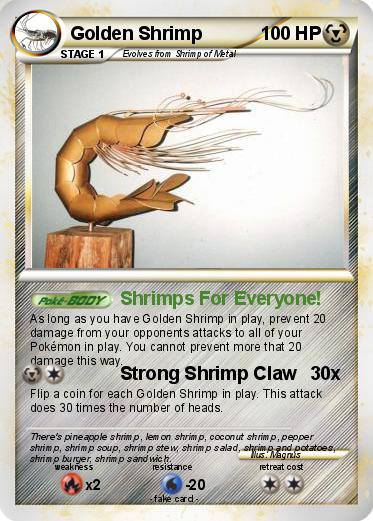 Golden Shrimp 100 HP
STAGE 1 Evolves from Shrimp of Metal
Poké-BODY Shrimps For Everyone!
As long as you have Golden Shrimp in play, prevent 20
damage from your opponents attacks to all of your
Pokémon in play. You cannot prevent more that 20
damage this way.
Strong Shrimp Claw 30x
Flip a coin for each Golden Shrimp in play. This attack
does 30 times the number of heads.
There's pineapple shrimp, lemon shrimp, coconut shrimp, pepper
shrimp, shrimp soup, shrimp stew, shrimp salad, shrimp and potatoes,
shrimp burger, shrimp sandwich.
Illus. Magnus
weakness resistance retreat cost
x2 -20
- fake card -